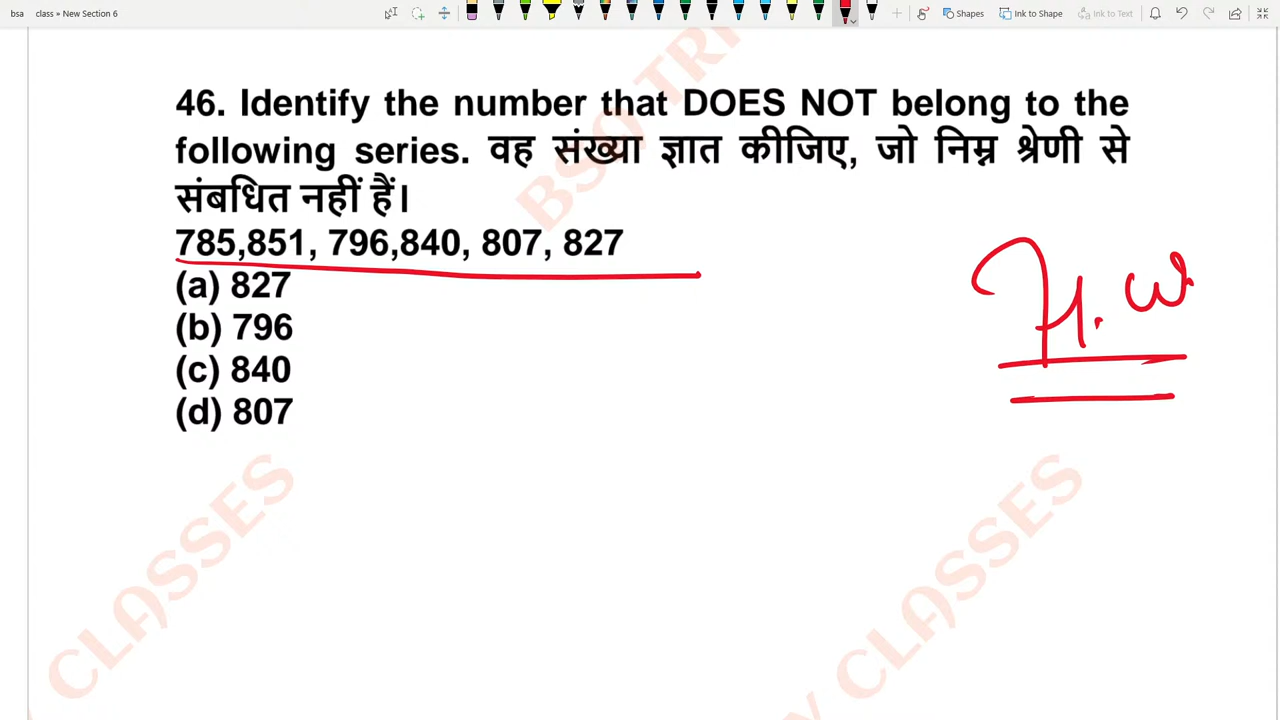 bsa class » New Section 6
Shapes Ink to Shape Ink to Text
46. Identify the number that DOES NOT belong to the
following series. वह संख्या ज्ञात कीजिए, जो निम्न श्रेणी से
संबधित नहीं हैं।
785,851, 796,840, 807, 827
(a) 827
(b) 796
(c) 840
(d) 807
H.W
CLASSES
CLASSES